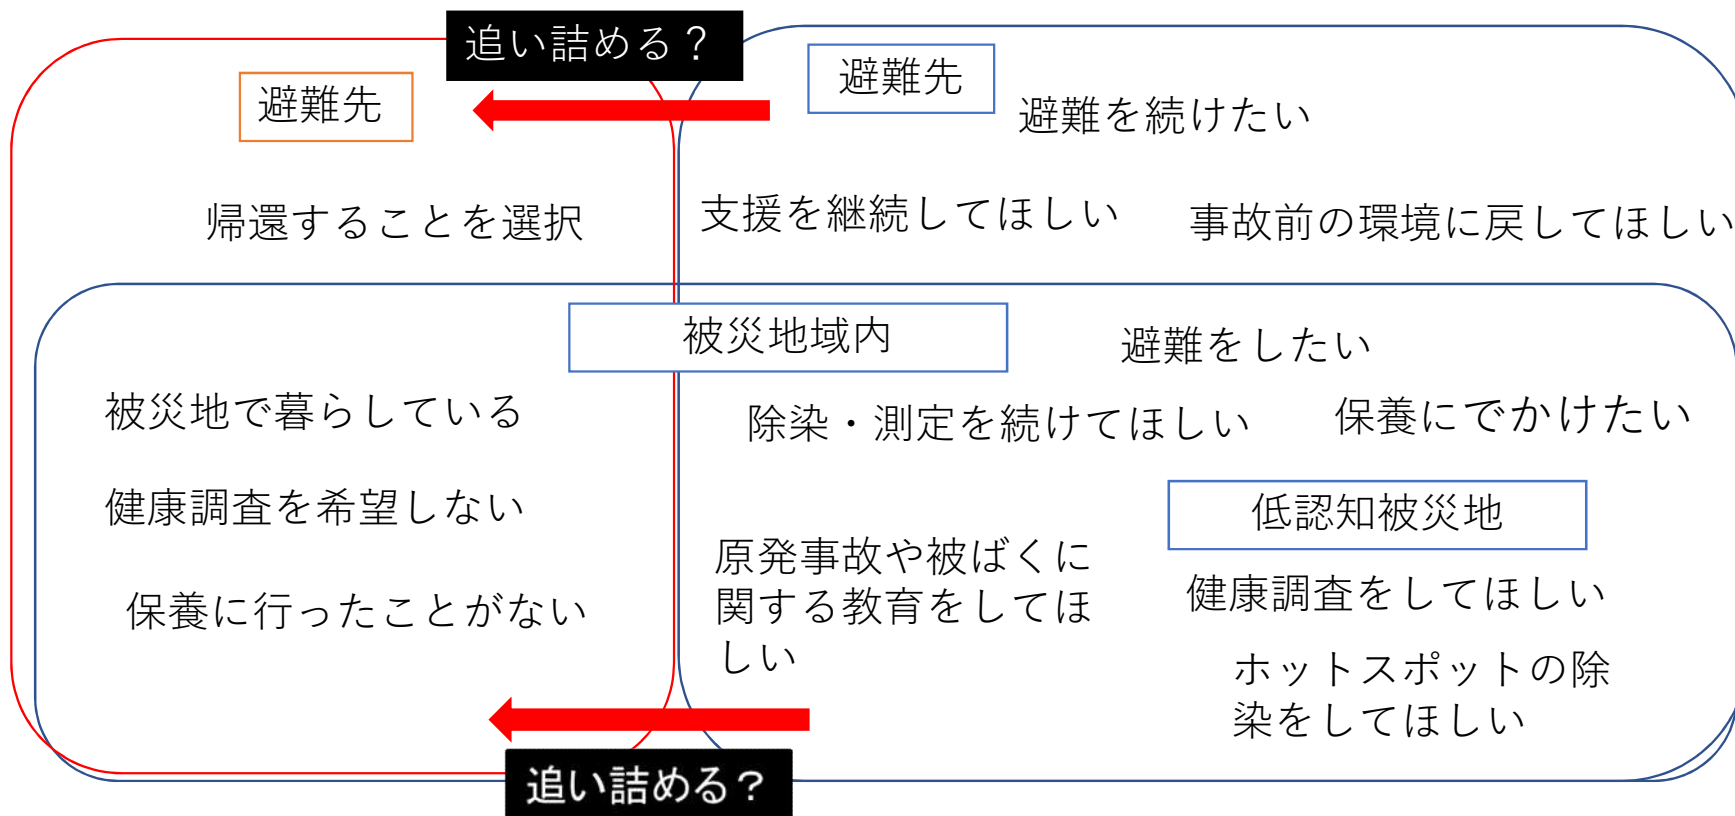 追い詰める？
避難先
避難先
避難を続けたい
帰還することを選択
支援を継続してほしい
事故前の環境に戻してほしい
被災地域内
避難をしたい
被災地で暮らしている
除染・測定を続けてほしい
保養にでかけたい
健康調査を希望しない
低認知被災地
原発事故や被ばくに
関する教育をしてほ
しい
健康調査をしてほしい
保養に行ったことがない
ホットスポットの除
染をしてほしい
追い詰める？